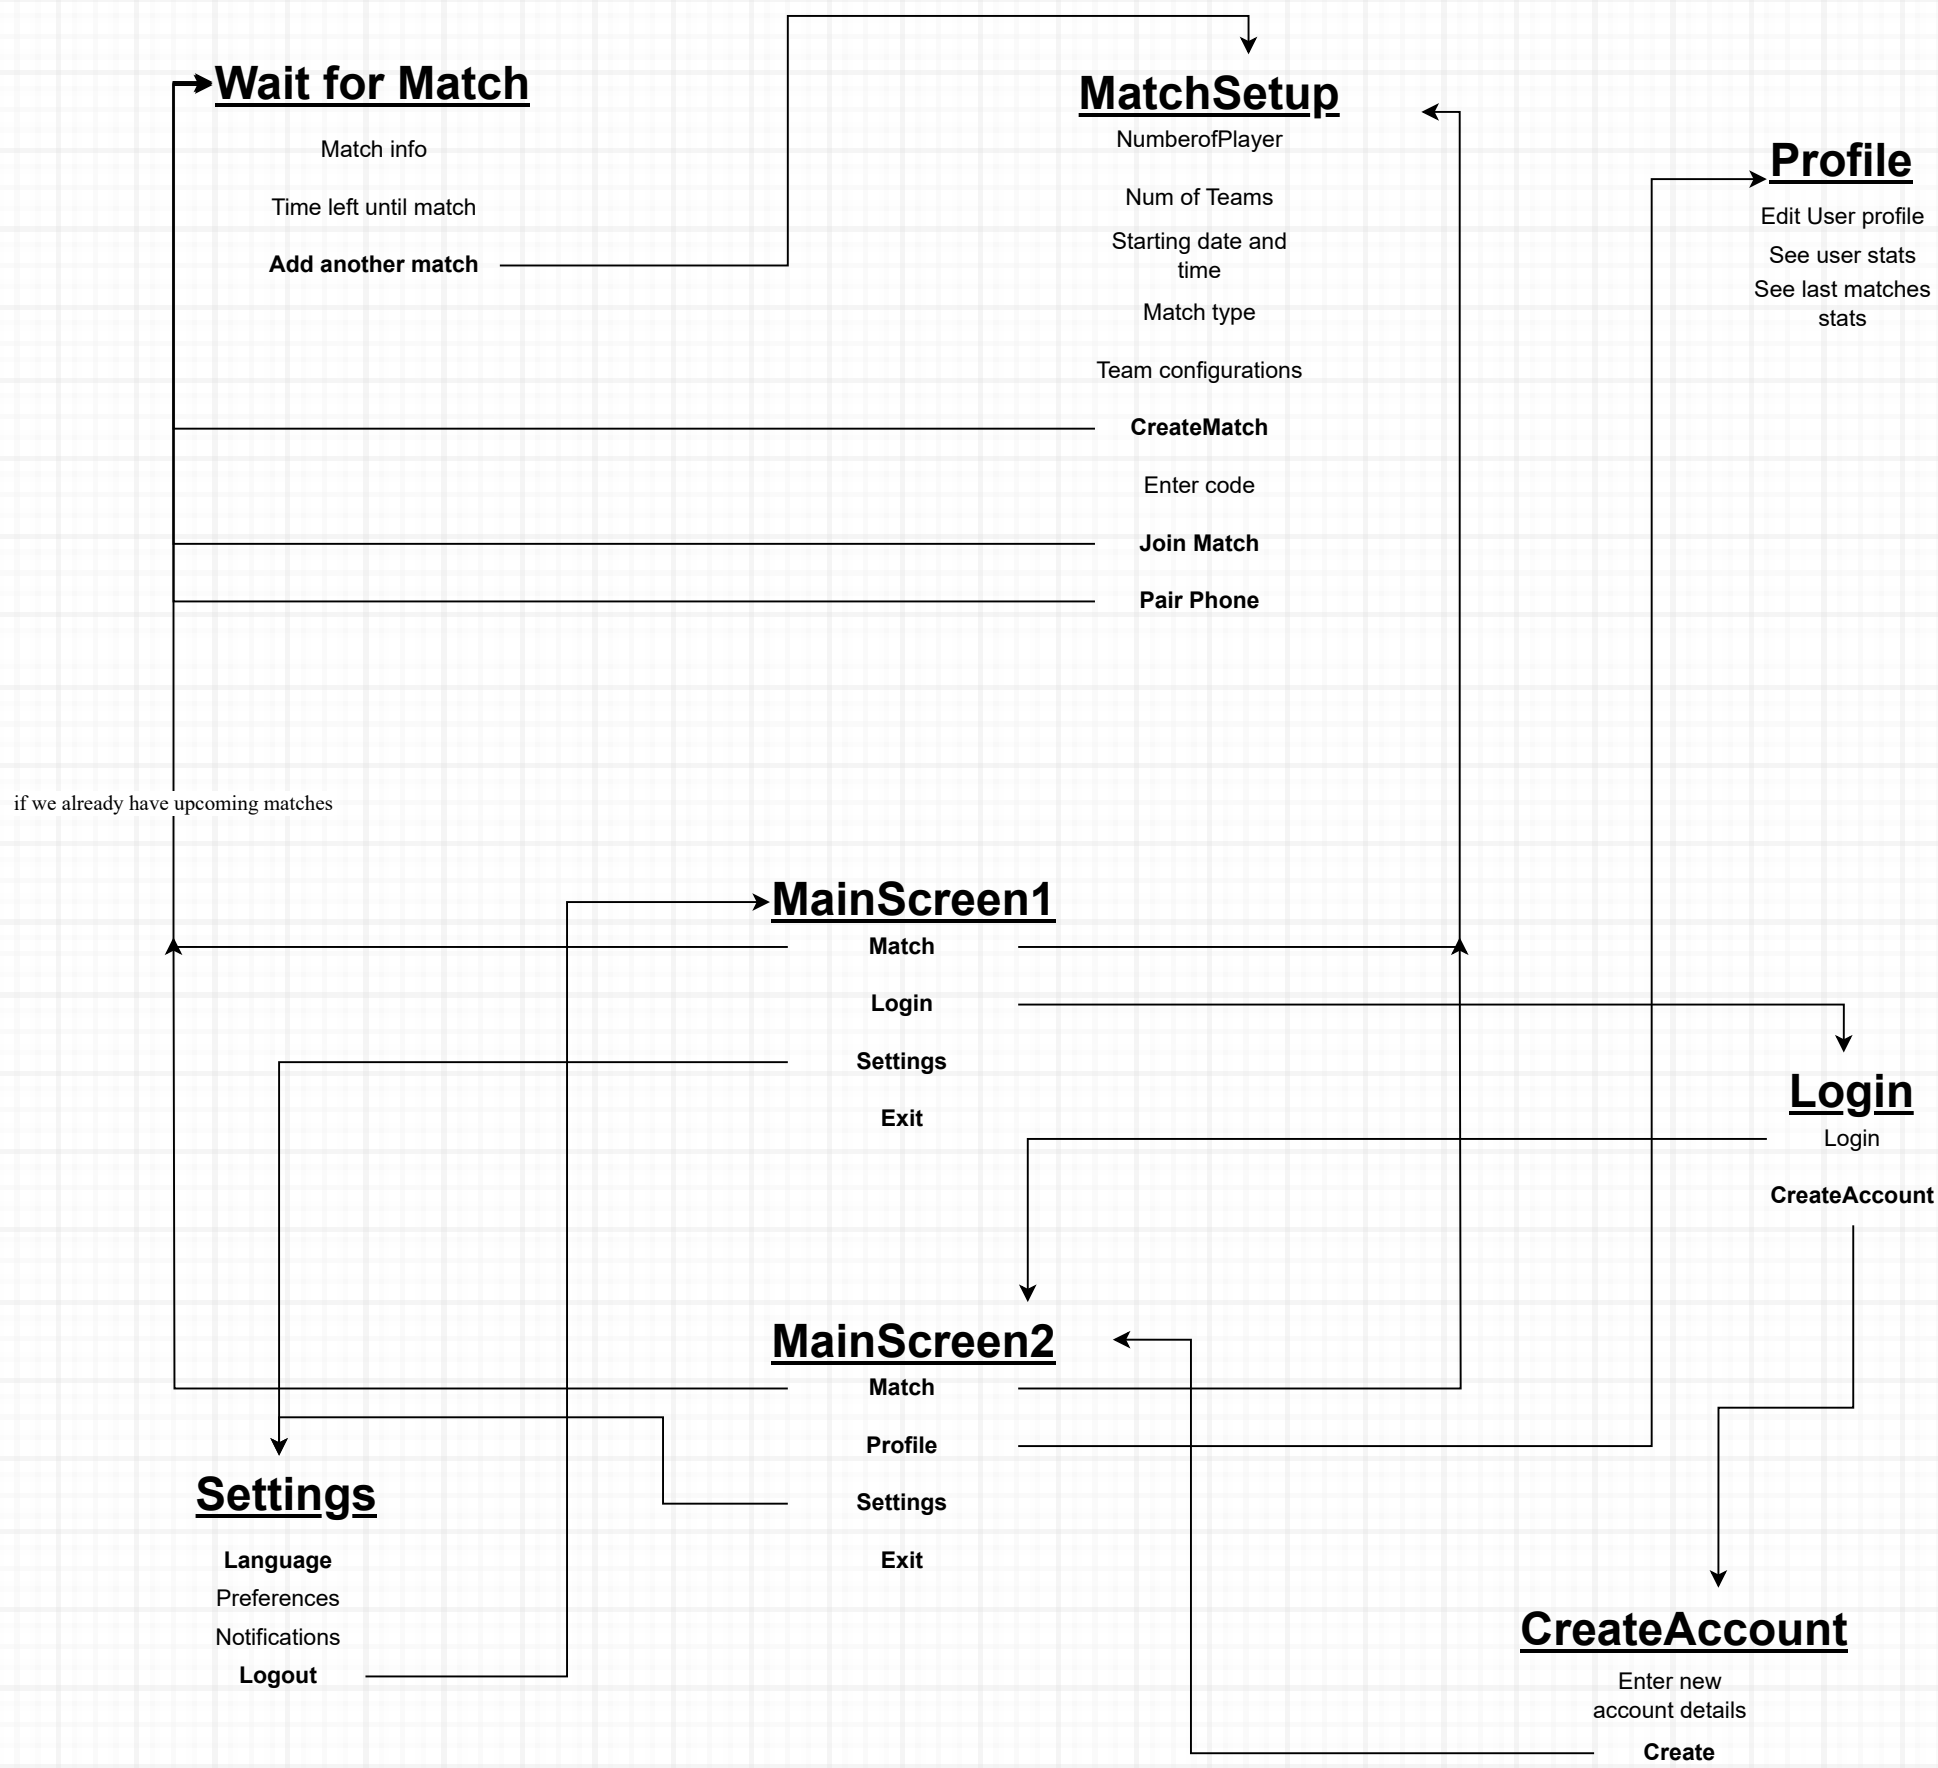 Wait for Match
Match info
Time left until match
Add another match
MatchSetup
NumberofPlayer
Num of Teams
Starting date and
time
Match type
Team configurations
CreateMatch
Enter code
Join Match
Pair Phone
Profile
Edit User profile
See user stats
See last matches
stats
if we already have upcoming matches
MainScreen1
Match
Login
Settings
Exit
Login
Login
CreateAccount
MainScreen2
Match
Profile
Settings
Exit
Settings
Language
Preferences
Notifications
Logout
CreateAccount
Enter new
account details
Create